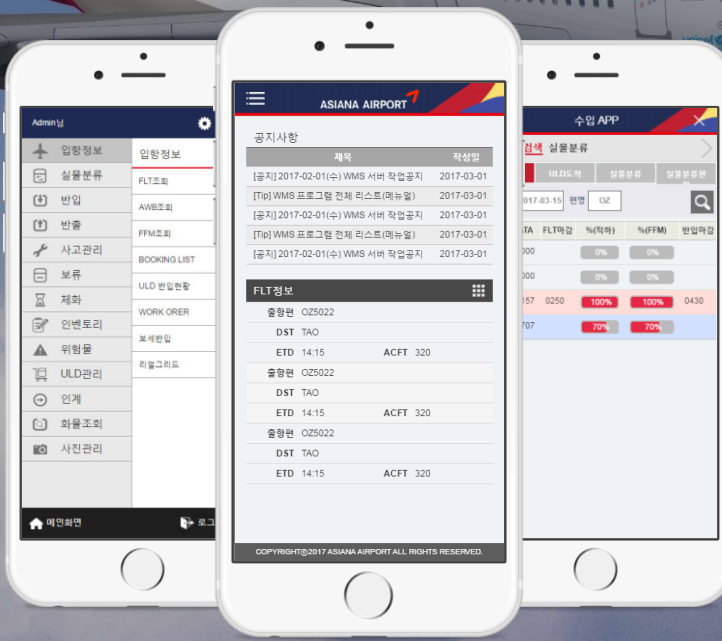 unicef
Admin님
입항정보
실물분류
반입
반출
사고관리
보류
제화
인벤토리
위험물
ULD관리
인계
화물조회
사진관리
메인화면
로그
입항정보
FLT조회
AWB조회
FFM조회
BOOKING LIST
ULD 반입현황
WORK ORER
보세반입
리얼그리드
ASIANA AIRPORT
공지사항
제목 작성일
[공지] 2017-02-01(수) WMS 서버 작업공지 2017-03-01
[Tip] WMS 프로그램 전체 리스트(메뉴얼) 2017-03-01
[공지] 2017-02-01(수) WMS 서버 작업공지 2017-03-01
[Tip] WMS 프로그램 전체 리스트(메뉴얼) 2017-03-01
[공지] 2017-02-01(수) WMS 서버 작업공지 2017-03-01
FLT정보
출항편 OZ5022
DST TAO
ETD 14:15 ACFT 320
출항편 OZ5022
DST TAO
ETD 14:15 ACFT 320
출항편 OZ5022
DST TAO
ETD 14:15 ACFT 320
COPYRIGHTⓒ2017 ASIANA AIRPORT ALL RIGHTS RESERVED.
수입 APP
검색 실물분류
ULD도착 실물분류 실물분류현
2017-03-15 편명 OZ
TA FLT마감 %(적하) %(FFM) 반입마감
000 0% 0%
000 0% 0%
157 0250 100% 100% 0430
707 70% 70%